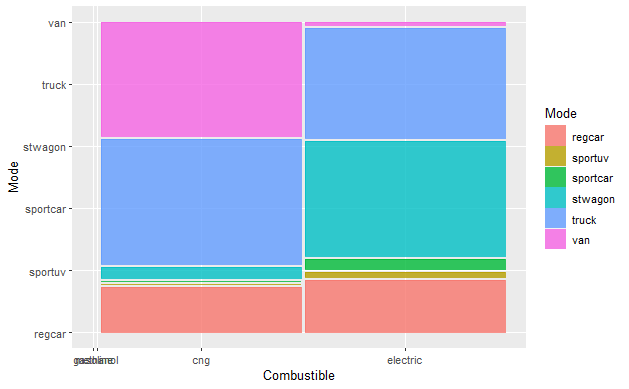 van
truck
stwagon
sportcar
sportuv
regcar
Mode
cng
electric
Combustible
Mode
regcar
sportuv
sportcar
stwagon
truck
van